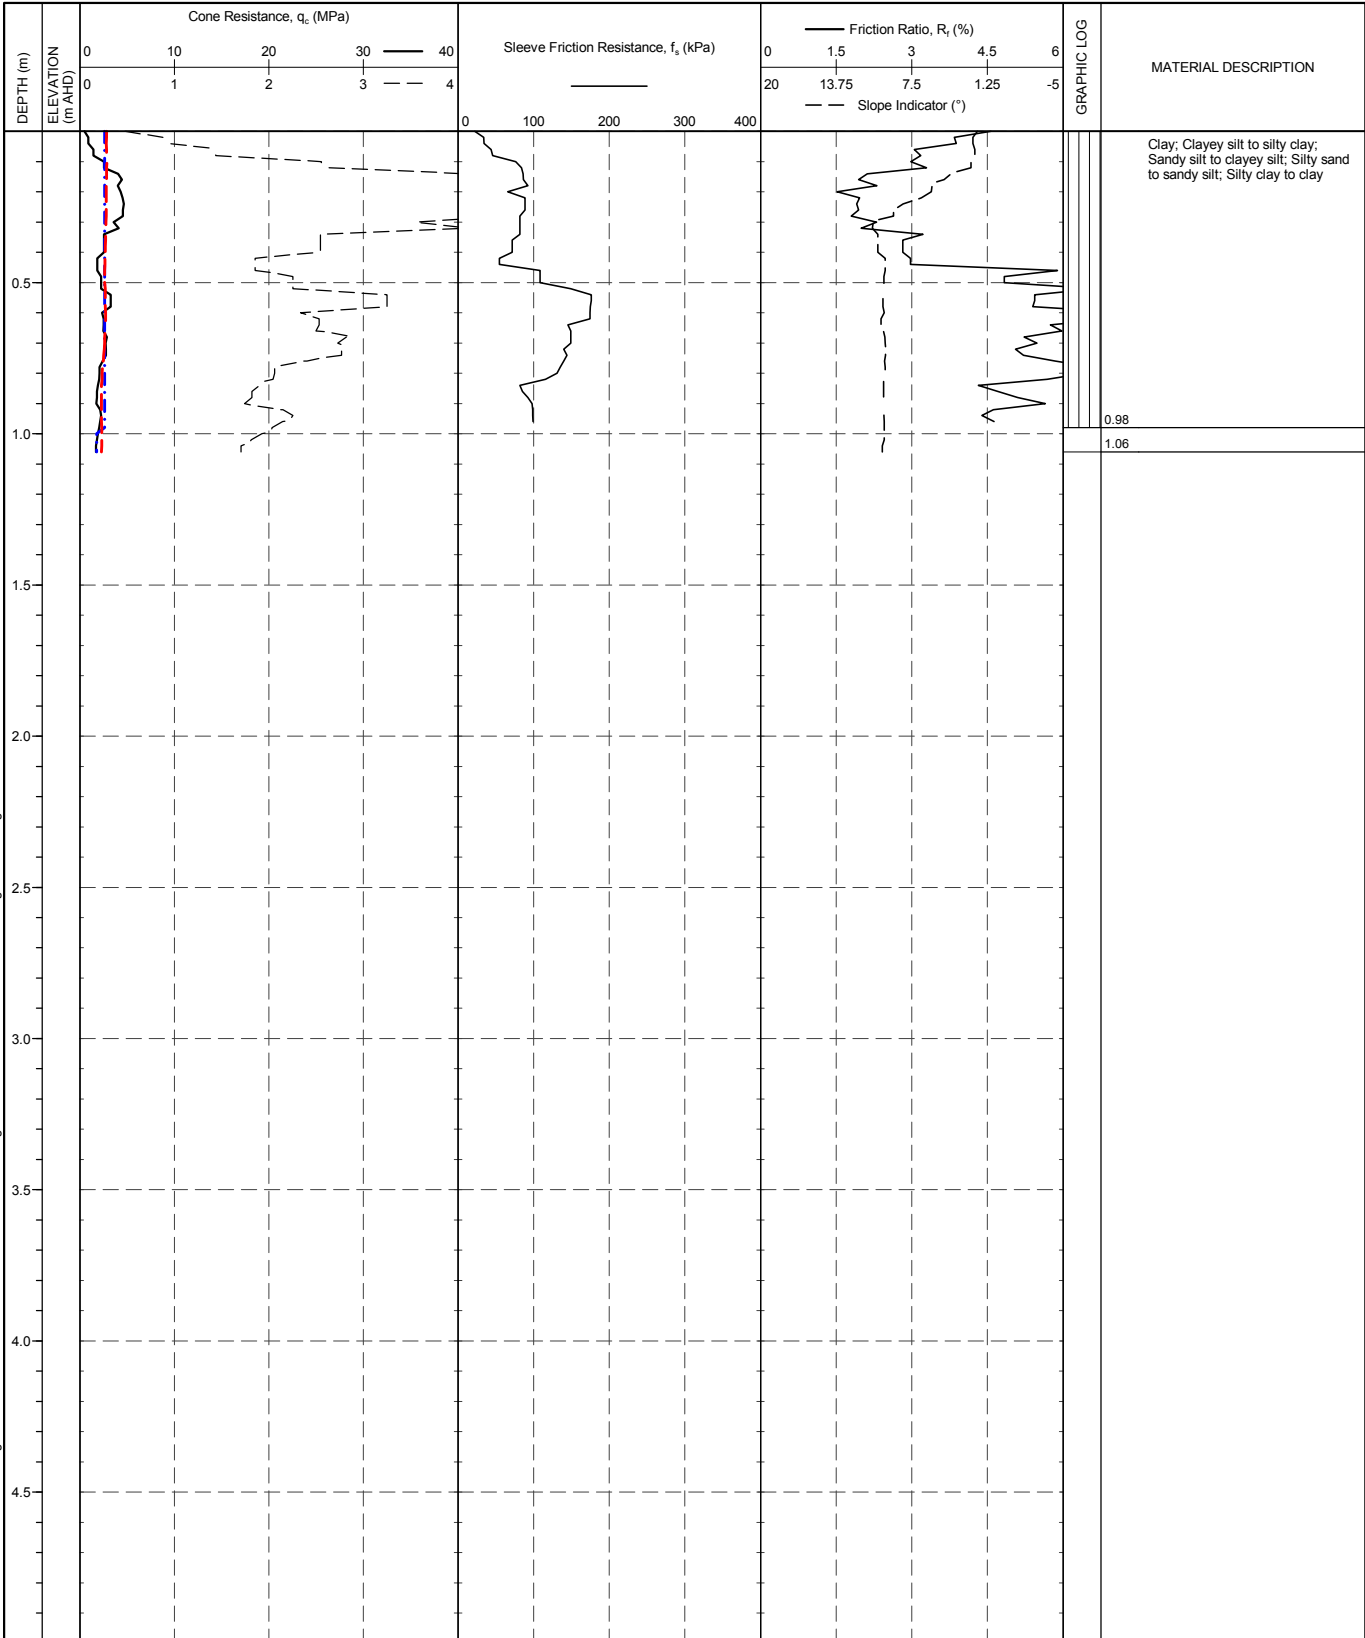 DEPTH (m)
ELEVATION
(m AHD)
Cone Resistance, qc (MPa)
0 10 20 30 40
0 1 2 3 4
Sleeve Friction Resistance, fs (kPa)
0 100 200 300 400
Friction Ratio, Rf (%)
0 1.5 3 4.5 6
20 13.75 7.5 1.25 -5
Slope Indicator (°)
GRAPHIC LOG
MATERIAL DESCRIPTION
Clay; Clayey silt to silty clay;
Sandy silt to clayey silt; Silty sand
to sandy silt; Silty clay to clay
0.5
0.98
1.0
1.06
1.5
2.0
2.5
3.0
3.5
4.0
4.5